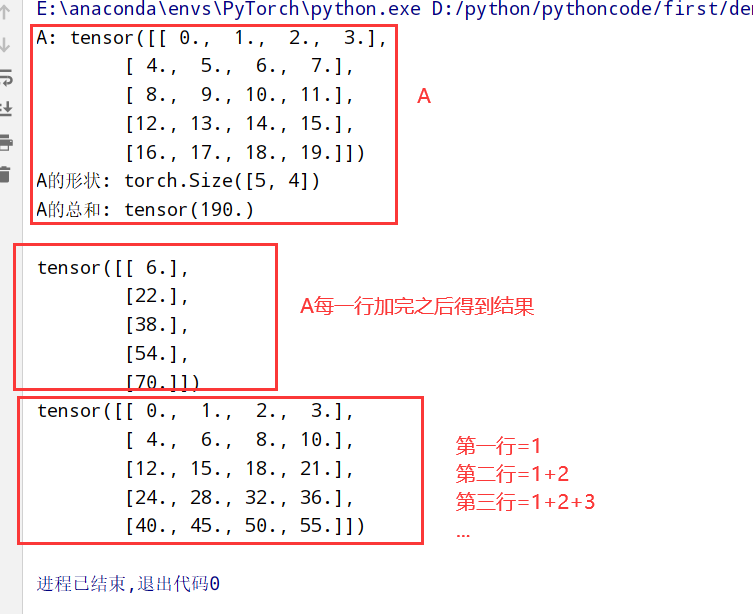 E:\anaconda\envs\PyTorch\python.exe D:/python/pythoncode/first/de
A: tensor([[ 0.,  1.,  2.,  3.],
        [ 4.,  5.,  6.,  7.],
        [ 8.,  9., 10., 11.],
        [12., 13., 14., 15.],
        [16., 17., 18., 19.]])
A
A的形状: torch.Size([5, 4])
A的总和: tensor(190.)
tensor([[ 6.],
        [22.],
        [38.],
        [54.],
        [70.]])
A每一行加完之后得到结果
tensor([[ 0.,  1.,  2.,  3.],
        [ 4.,  6.,  8., 10.],
        [12., 15., 18., 21.],
        [24., 28., 32., 36.],
        [40., 45., 50., 55.]])
第一行=1
第二行=1+2
第三行=1+2+3
...
进程已结束,退出代码0